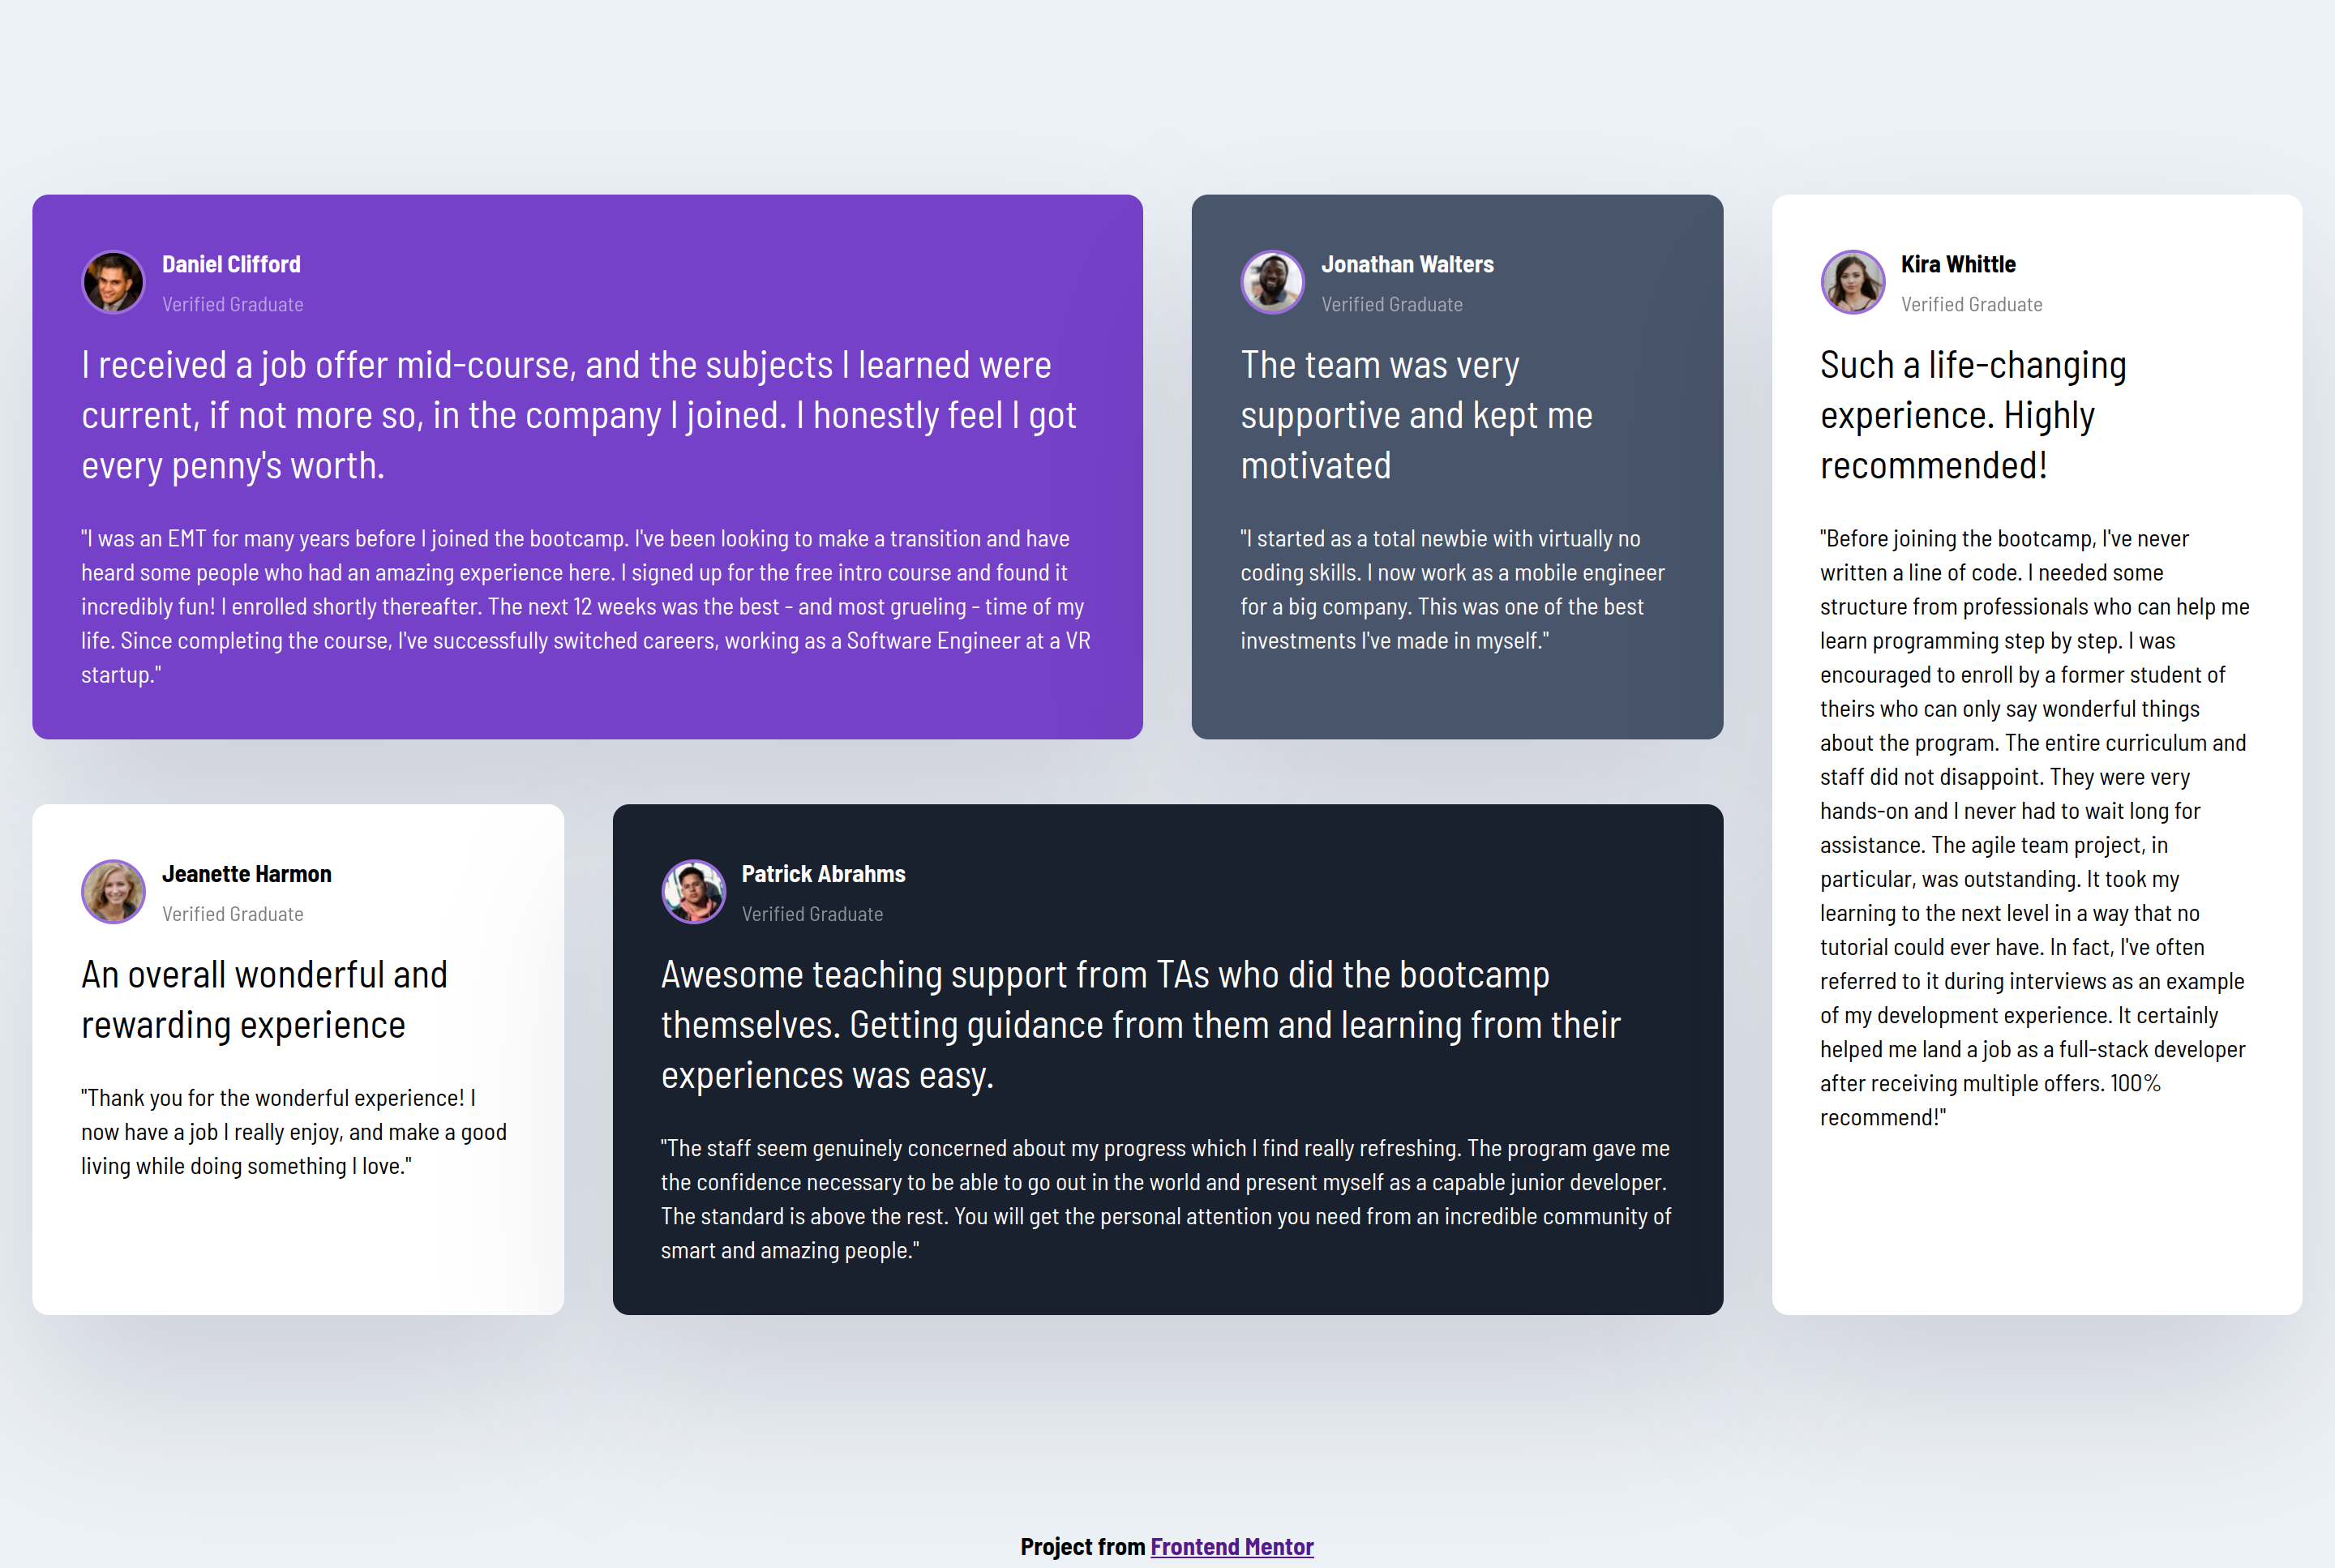 Daniel Clifford
Verified Graduate
I received a job offer mid-course, and the subjects I learned were
current, if not more so, in the company I joined. I honestly feel I got
every penny's worth.
"I was an EMT for many years before I joined the bootcamp. I've been looking to make a transition and have
heard some people who had an amazing experience here. I signed up for the free intro course and found it
incredibly fun! I enrolled shortly thereafter. The next 12 weeks was the best - and most grueling - time of my
life. Since completing the course, I've successfully switched careers, working as a Software Engineer at a VR
startup."
Jonathan Walters
Verified Graduate
The team was very
supportive and kept me
motivated
"I started as a total newbie with virtually no
coding skills. I now work as a mobile engineer
for a big company. This was one of the best
investments I've made in myself."
Kira Whittle
Verified Graduate
Such a life-changing
experience. Highly
recommended!
"Before joining the bootcamp, I've never
written a line of code. I needed some
structure from professionals who can help me
learn programming step by step. I was
encouraged to enroll by a former student of
theirs who can only say wonderful things
about the program. The entire curriculum and
staff did not disappoint. They were very
hands-on and I never had to wait long for
assistance. The agile team project, in
particular, was outstanding. It took my
learning to the next level in a way that no
tutorial could ever have. In fact, I've often
referred to it during interviews as an example
of my development experience. It certainly
helped me land a job as a full-stack developer
after receiving multiple offers. 100%
recommend!"
Jeanette Harmon
Verified Graduate
An overall wonderful and
rewarding experience
"Thank you for the wonderful experience! I
now have a job I really enjoy, and make a good
living while doing something I love."
Patrick Abrahms
Verified Graduate
Awesome teaching support from TAs who did the bootcamp
themselves. Getting guidance from them and learning from their
experiences was easy.
"The staff seem genuinely concerned about my progress which I find really refreshing. The program gave me
the confidence necessary to be able to go out in the world and present myself as a capable junior developer.
The standard is above the rest. You will get the personal attention you need from an incredible community of
smart and amazing people."
Project from Frontend Mentor